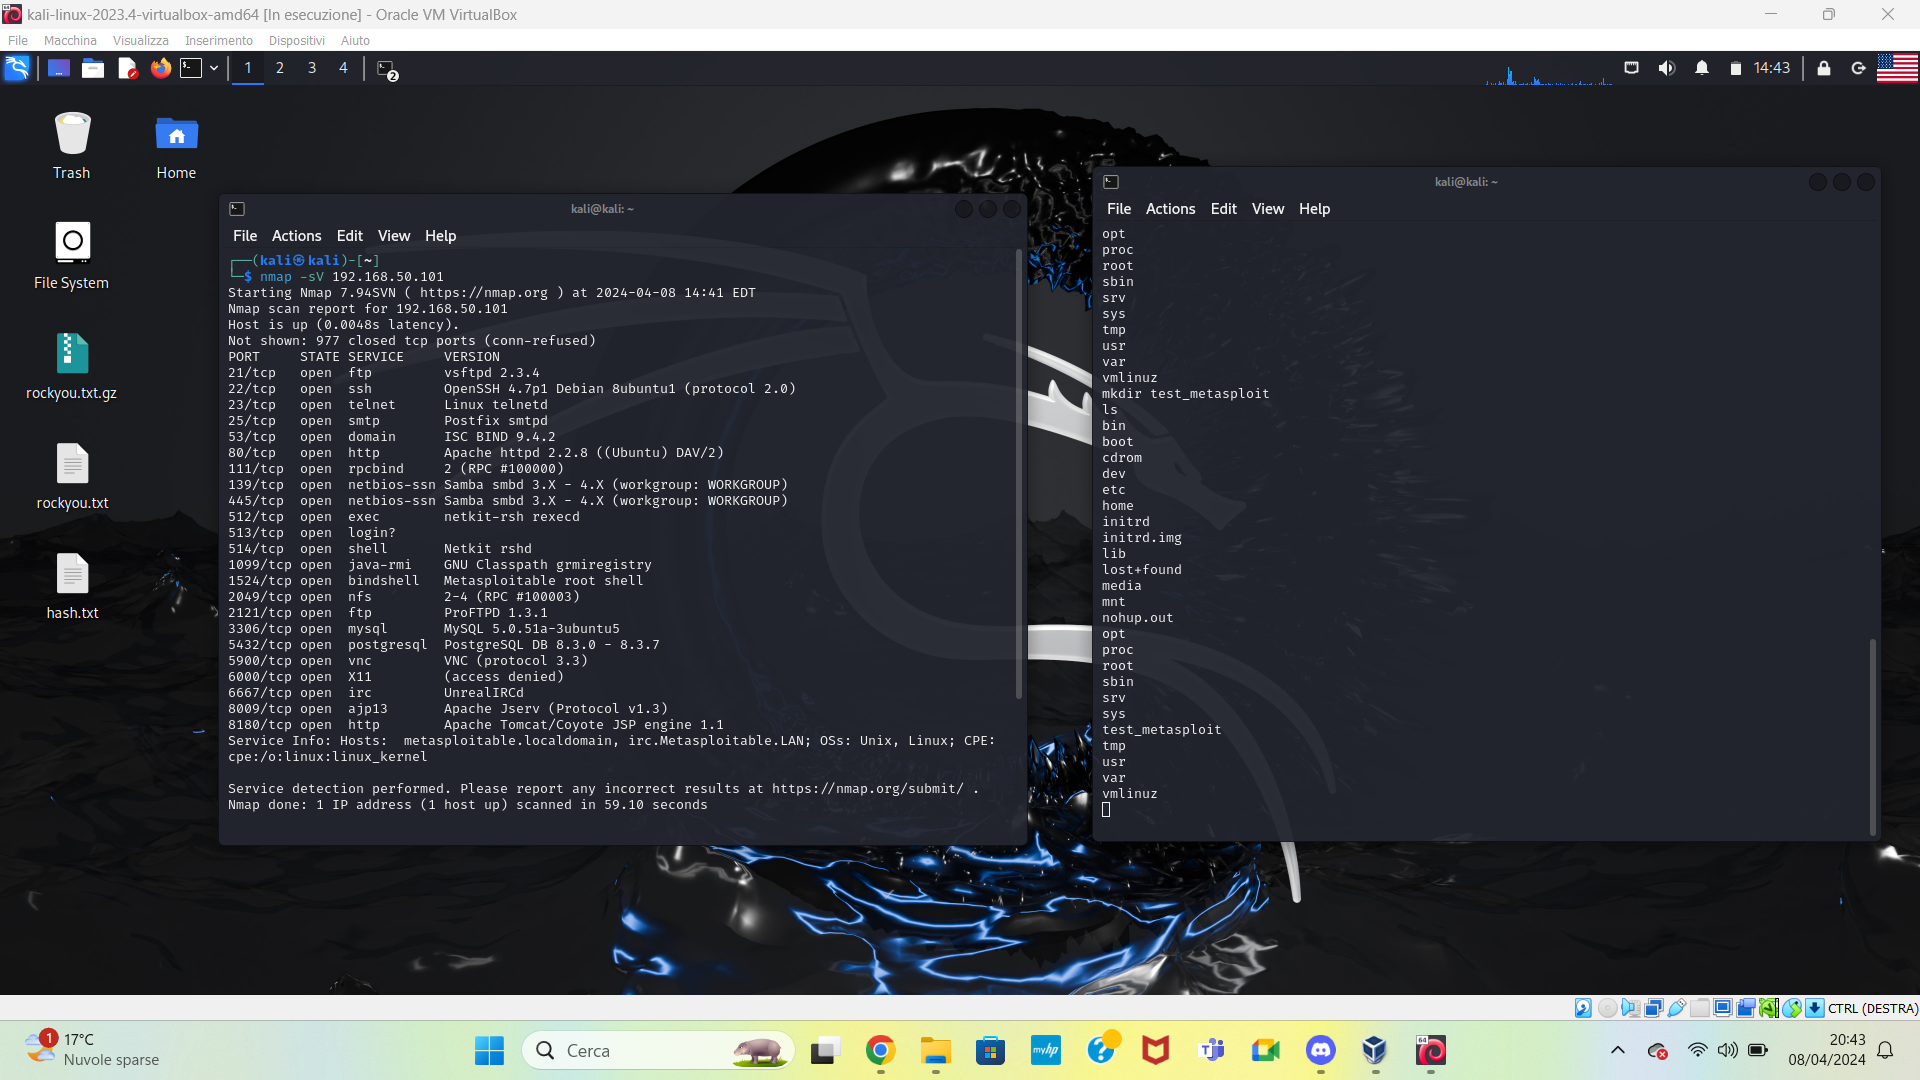 kali-linux-2023.4-virtualbox-amd64 [In esecuzione] - Oracle VM VirtualBox
File Macchina Visualizza Inserimento Dispositivi Aiuto
1 2 3 4 2 14:43
Trash
Home
File System
rockyou.txt.gz
rockyou.txt
hash.txt
kali@kali: ~
File Actions Edit View Help
┌──(kali㉿kali)-[~]
└─$ nmap -sV 192.168.50.101
Starting Nmap 7.94SVN ( https://nmap.org ) at 2024-04-08 14:41 EDT
Nmap scan report for 192.168.50.101
Host is up (0.0048s latency).
Not shown: 977 closed tcp ports (conn-refused)
PORT     STATE SERVICE     VERSION
21/tcp   open  ftp         vsftpd 2.3.4
22/tcp   open  ssh         OpenSSH 4.7p1 Debian 8ubuntu1 (protocol 2.0)
23/tcp   open  telnet      Linux telnetd
25/tcp   open  smtp        Postfix smtpd
53/tcp   open  domain      ISC BIND 9.4.2
80/tcp   open  http        Apache httpd 2.2.8 ((Ubuntu) DAV/2)
111/tcp  open  rpcbind     2 (RPC #100000)
139/tcp  open  netbios-ssn Samba smbd 3.X - 4.X (workgroup: WORKGROUP)
445/tcp  open  netbios-ssn Samba smbd 3.X - 4.X (workgroup: WORKGROUP)
512/tcp  open  exec        netkit-rsh rexecd
513/tcp  open  login?
514/tcp  open  shell       Netkit rshd
1099/tcp open  java-rmi    GNU Classpath grmiregistry
1524/tcp open  bindshell   Metasploitable root shell
2049/tcp open  nfs         2-4 (RPC #100003)
2121/tcp open  ftp         ProFTPD 1.3.1
3306/tcp open  mysql       MySQL 5.0.51a-3ubuntu5
5432/tcp open  postgresql  PostgreSQL DB 8.3.0 - 8.3.7
5900/tcp open  vnc         VNC (protocol 3.3)
6000/tcp open  X11         (access denied)
6667/tcp open  irc         UnrealIRCd
8009/tcp open  ajp13       Apache Jserv (Protocol v1.3)
8180/tcp open  http        Apache Tomcat/Coyote JSP engine 1.1
Service Info: Hosts:  metasploitable.localdomain, irc.Metasploitable.LAN; OSs: Unix, Linux; CPE:
cpe:/o:linux:linux_kernel
Service detection performed. Please report any incorrect results at https://nmap.org/submit/ .
Nmap done: 1 IP address (1 host up) scanned in 59.10 seconds
kali@kali: ~
File Actions Edit View Help
opt
proc
root
sbin
srv
sys
tmp
usr
var
vmlinuz
mkdir test_metasploit
ls
bin
boot
cdrom
dev
etc
home
initrd
initrd.img
lib
lost+found
media
mnt
nohup.out
opt
proc
root
sbin
srv
sys
test_metasploit
tmp
usr
var
vmlinuz
CTRL (DESTRA)
1
17°C
Nuvole sparse
Cerca
myhp
64
20:43
08/04/2024